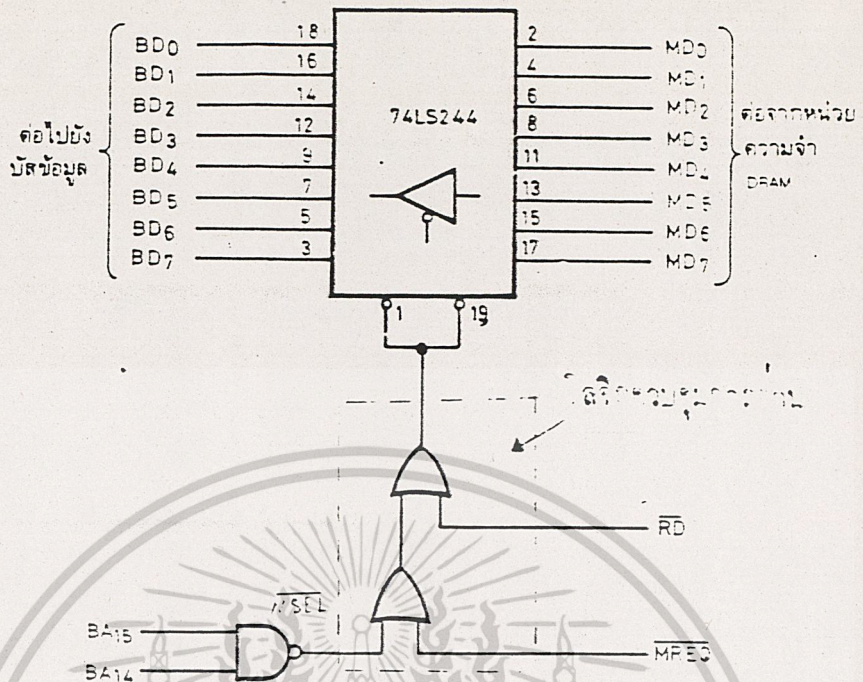 BD0 18
BD1 16
BD2 14
BD3 12
BD4 9
BD5 7
BD6 5
BD7 3
ต่อไปยัง
บัสข้อมูล
74LS244
2 MD0
4 MD1
6 MD2
8 MD3
11 MD4
13 MD5
15 MD6
17 MD7
ต่อจากหน่วย
ความจำ
DRAM
1 19
RD
MREQ
BA15
BA14